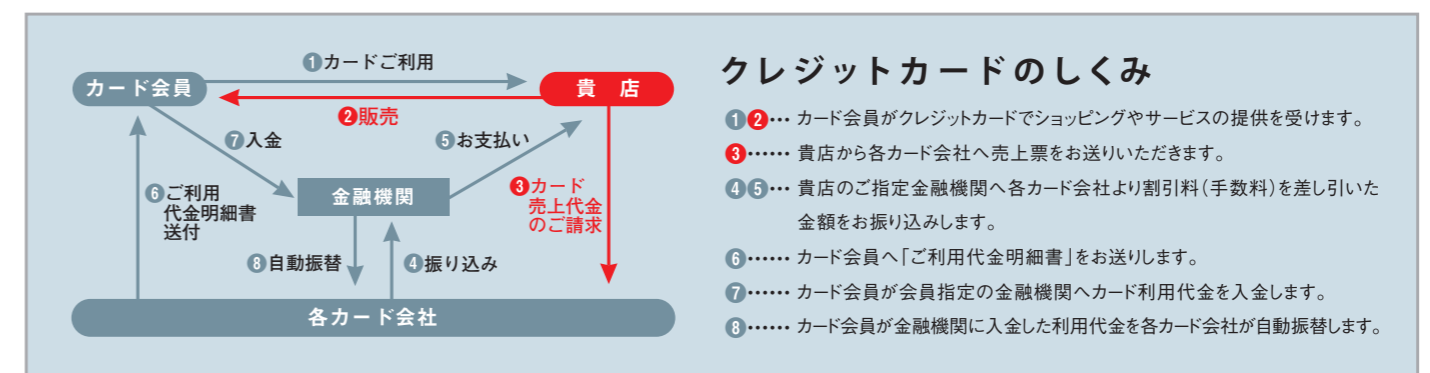 ❶カードご利用
カード会員
貴 店
❷販売
❼入金
❺お支払い
❻ご利用
代金明細書
送付
金融機関
❸カード
売上代金
のご請求
❽自動振替
❹振り込み
各カード会社
クレジットカードのしくみ
❶❷… カード会員がクレジットカードでショッピングやサービスの提供を受けます。
❸…… 貴店から各カード会社へ売上票をお送りいただきます。
❹❺… 貴店のご指定金融機関へ各カード会社より割引料(手数料)を差し引いた
金額をお振り込みします。
❻…… カード会員へ「ご利用代金明細書」をお送りします。
❼…… カード会員が会員指定の金融機関へカード利用代金を入金します。
❽…… カード会員が金融機関に入金した利用代金を各カード会社が自動振替します。